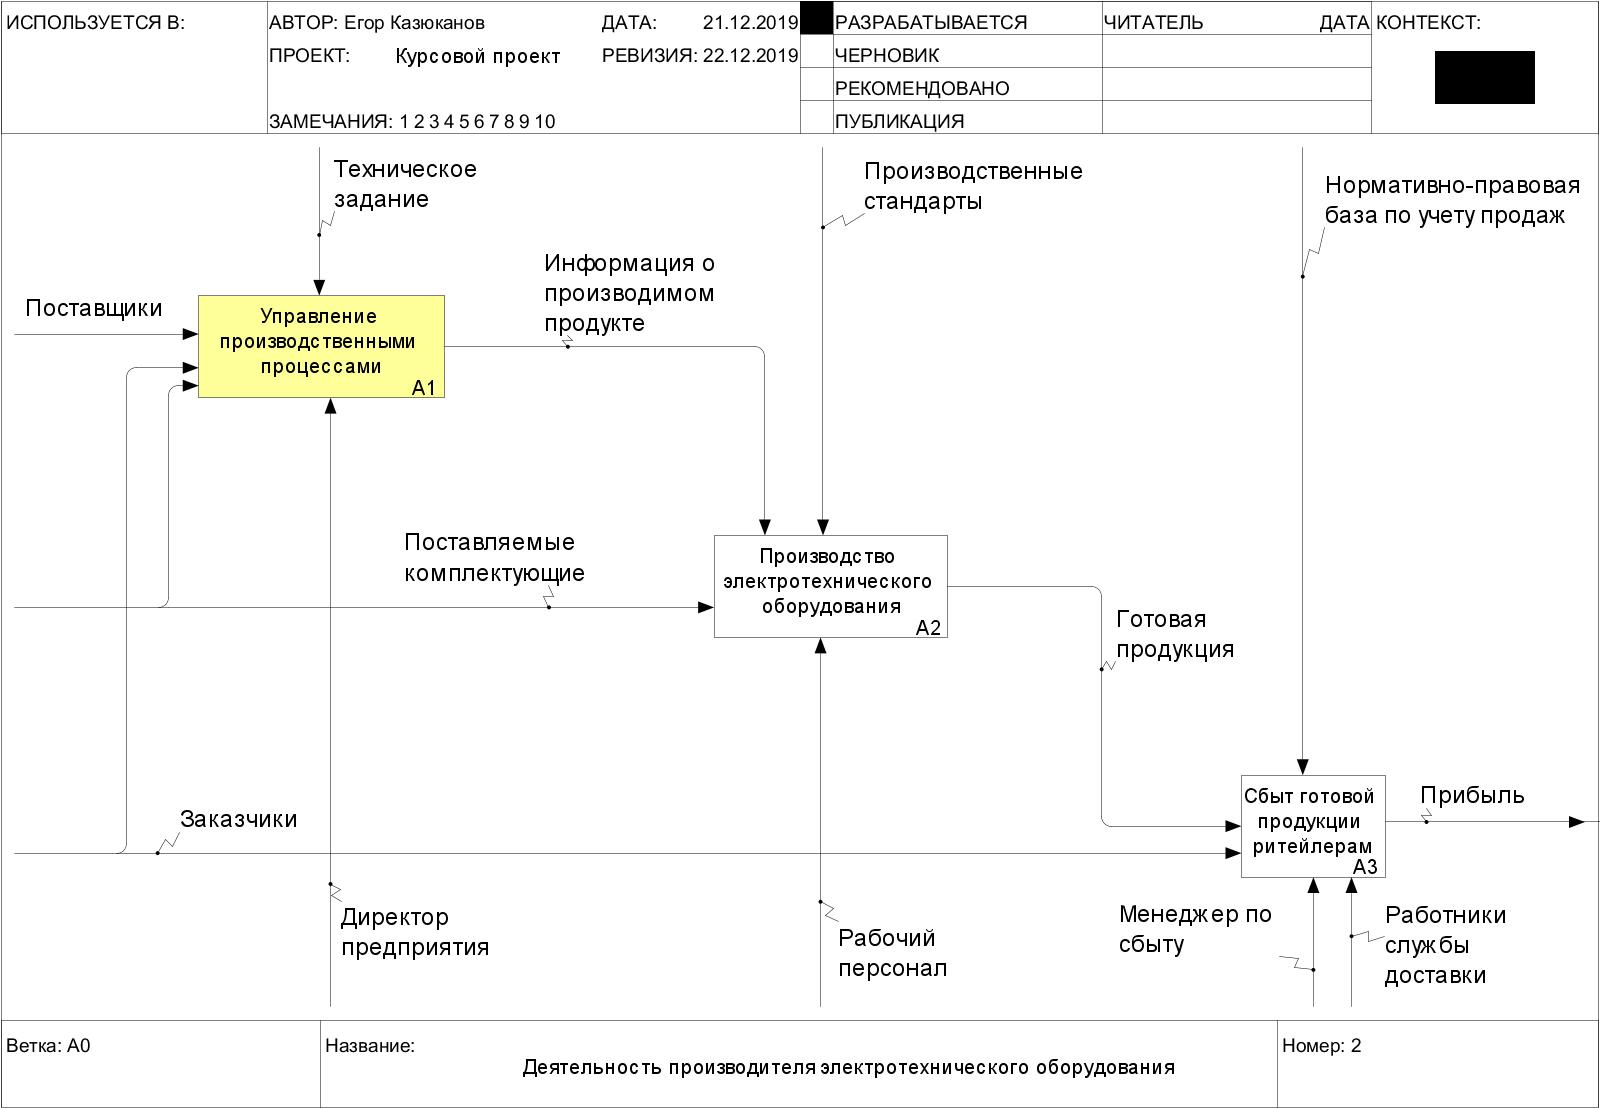 ИСПОЛЬЗУЕТСЯ В:
АВТОР: Егор Казюканов
ДАТА: 21.12.2019
ПРОЕКТ: Курсовой проект
РЕВИЗИЯ: 22.12.2019
ЗАМЕЧАНИЯ: 1 2 3 4 5 6 7 8 9 10
РАЗРАБАТЫВАЕТСЯ
ЧЕРНОВИК
РЕКОМЕНДОВАНО
ПУБЛИКАЦИЯ
ЧИТАТЕЛЬ
ДАТА
КОНТЕКСТ:
Техническое
задание
Производственные
стандарты
Нормативно-правовая
база по учету продаж
Информация о
производимом
продукте
Поставщики
Управление
производственными
процессами
A1
Поставляемые
комплектующие
Производство
электротехнического
оборудования
A2
Готовая
продукция
Сбыт готовой
продукции
ритейлерам
A3
Прибыль
Заказчики
Директор
предприятия
Рабочий
персонал
Менеджер по
сбыту
Работники
службы
доставки
Ветка: A0
Название:
Деятельность производителя электротехнического оборудования
Номер: 2